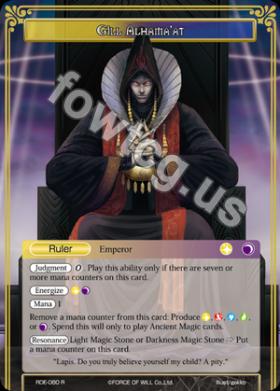 Gill Alhama'at
fowtcg.us
Ruler Emperor
Judgment 0 . Play this ability only if there are seven or
more mana counters on this card.
Energize
Mana 1
Remove a mana counter from this card: Produce
or . Spend this mana only to play Ancient Magic cards.
Resonance Light Magic Stone or Darkness Magic Stone -> Put
a mana counter on this card.
"Lapis. Do you truly believe yourself my child? A pity."
RDE-080 R
©FORCE OF WILL Co.,Ltd.